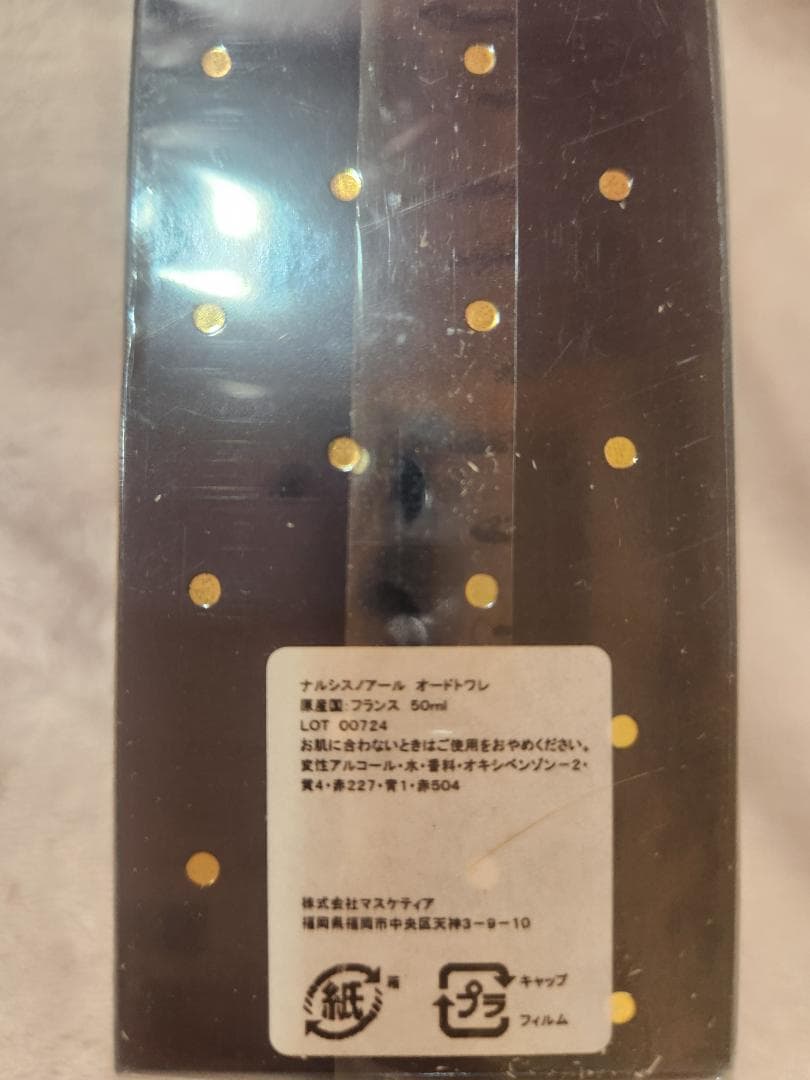 ナルシスノアール オードトワレ
原産国:フランス 50ml
LOT 00724
お肌に合わないときはご使用をおやめください。
変性アルコール・水・香料・オキシベンゾン-2・
黄4・赤227・青1・赤504
株式会社マスケティア
福岡県福岡市中央区天神3-9-10
紙 箱
プラ キャップ
フィルム